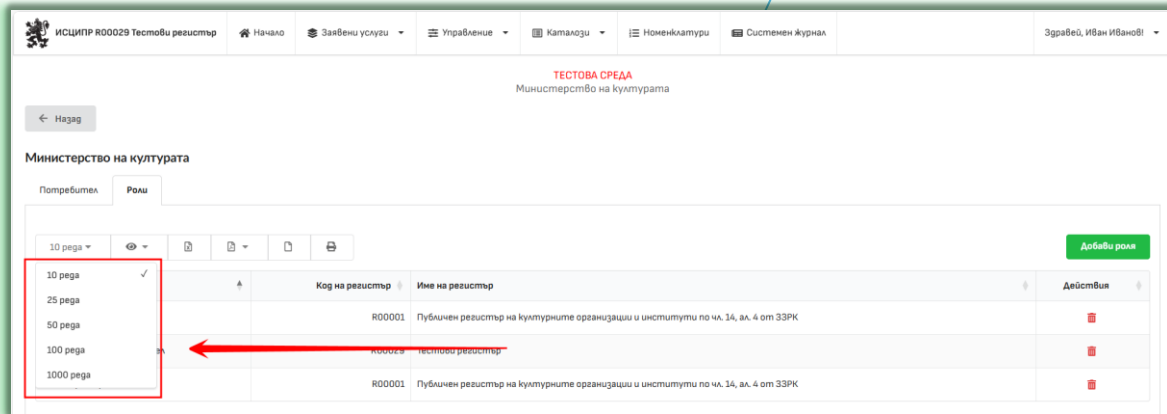 ИСЦИПР R00029 Тестови регистър Начало Заявени услуги Управление Каталози Номенклатури Системен журнал Здравей, Иван Иванов!
ТЕСТОВА СРЕДА
Министерство на културата
Назад
Министерство на културата
Потребител Роли
10 реда
Добави роля
10 реда
25 реда
50 реда
100 реда
1000 реда
Код на регистър Име на регистър Действия
R00001 Публичен регистър на културните организации и институти по чл. 14, ал. 4 от ЗЗРК
R00029 Тестови регистър
R00001 Публичен регистър на културните организации и институти по чл. 14, ал. 4 от ЗЗРК